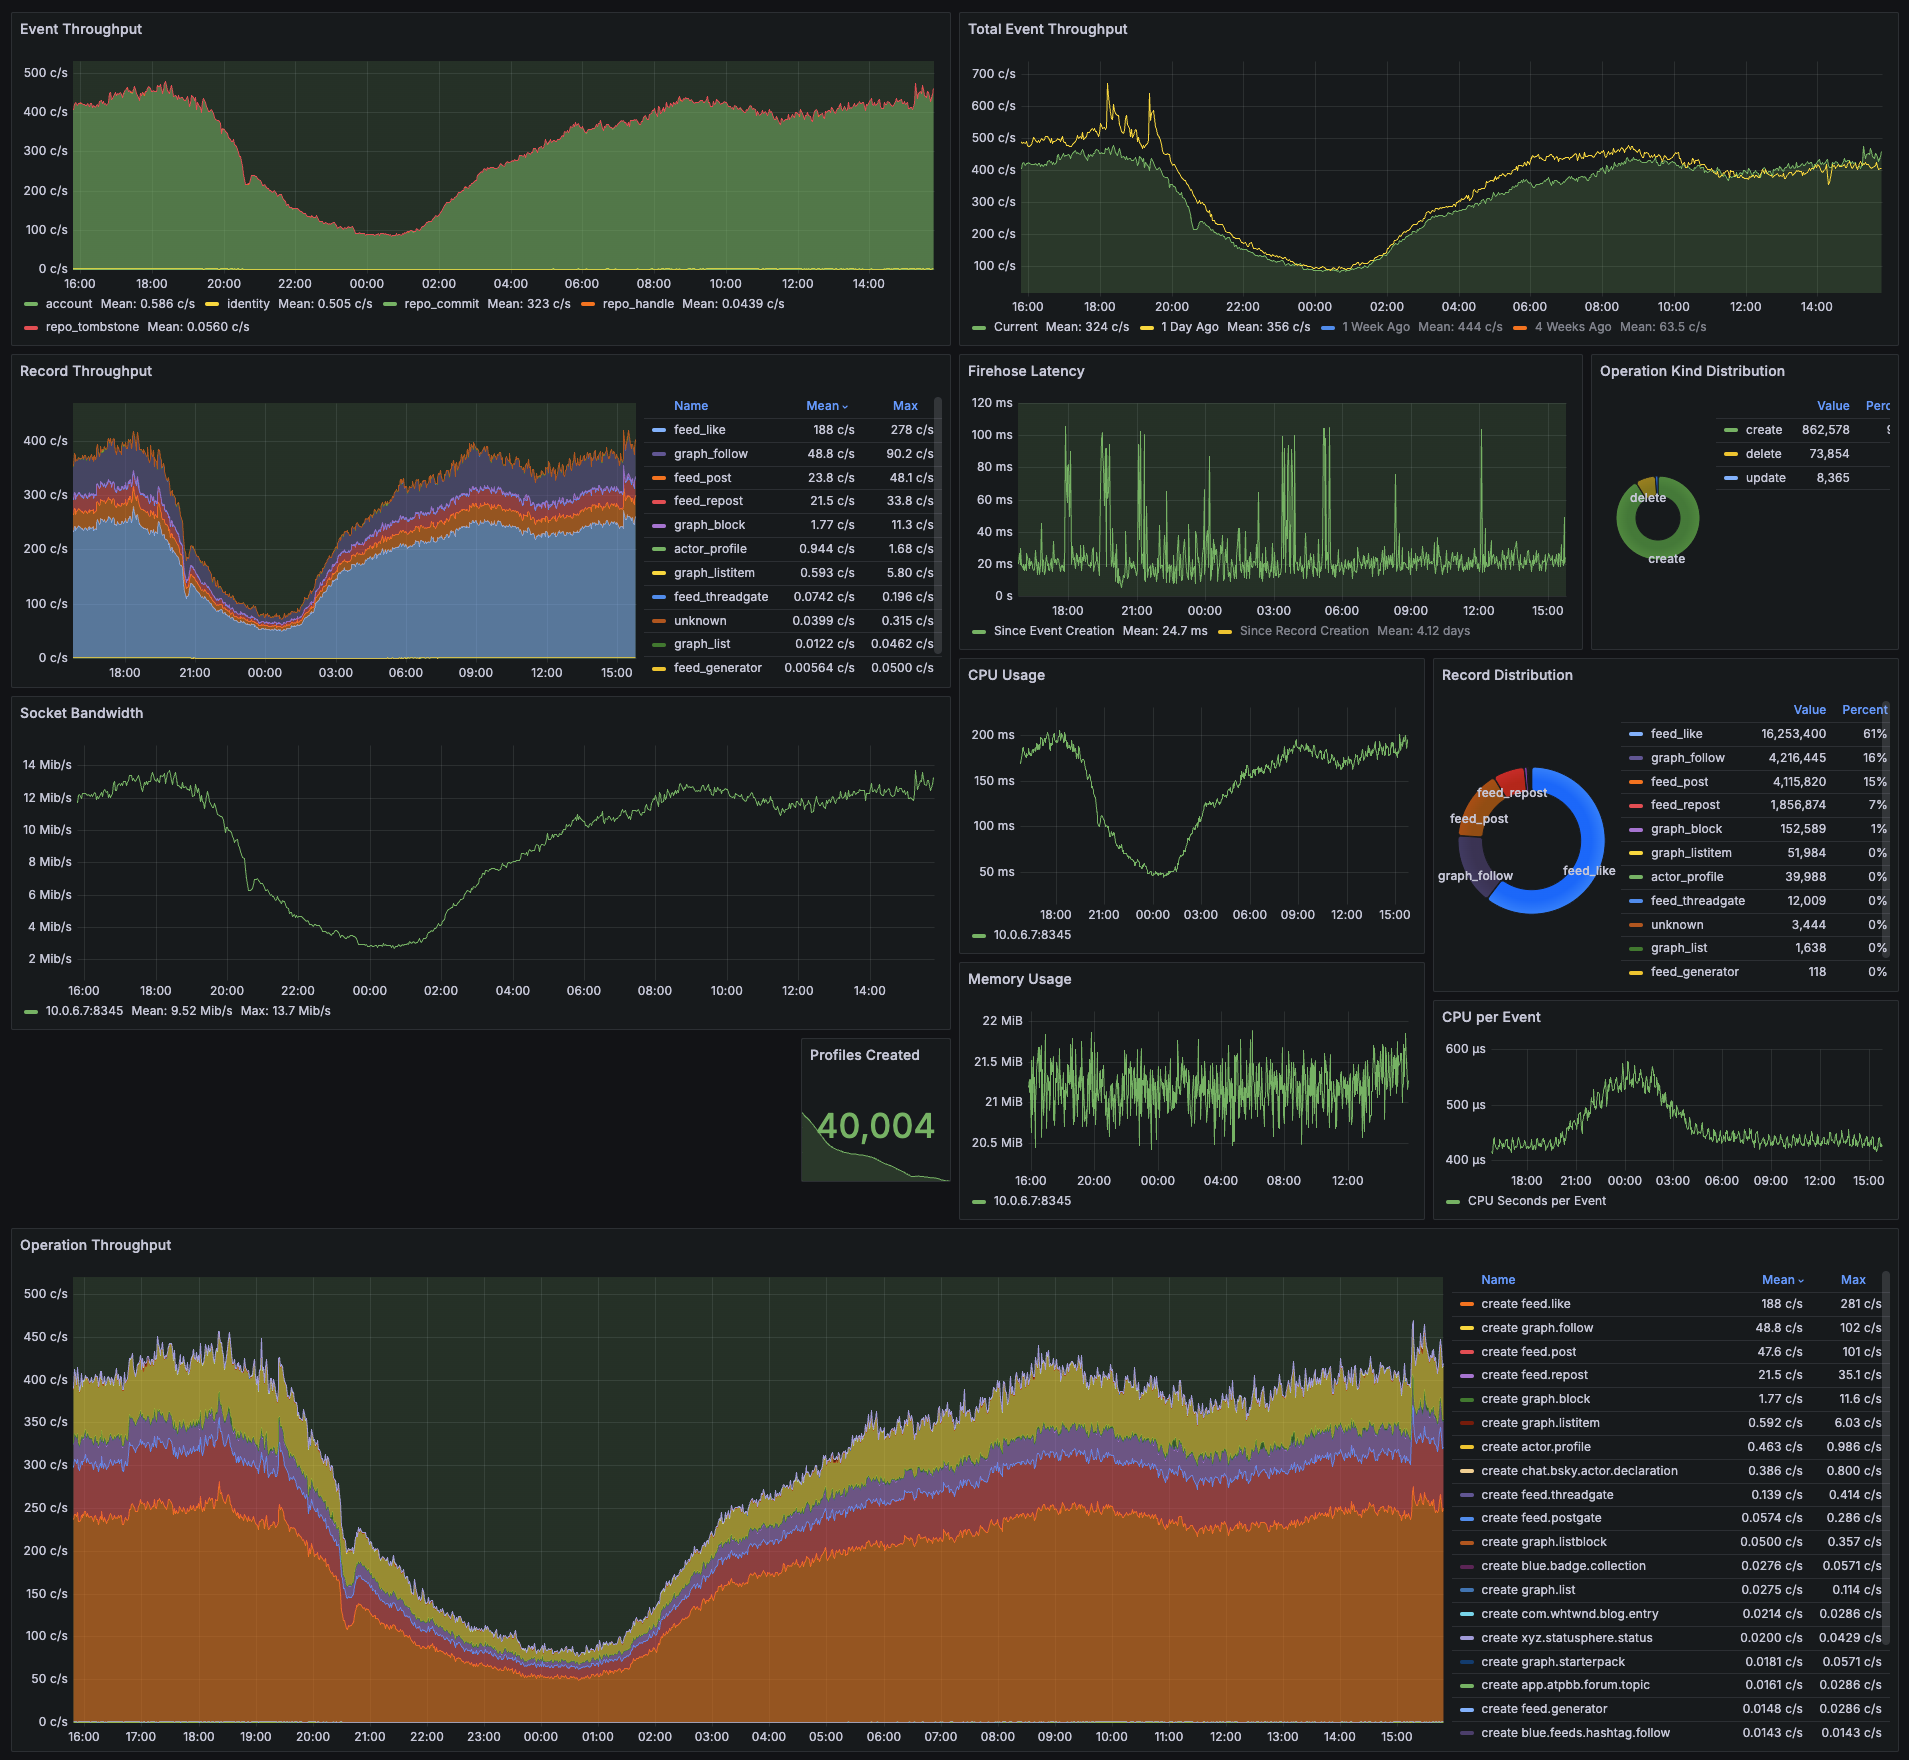 Event Throughput
500 c/s
400 c/s
300 c/s
200 c/s
100 c/s
0 c/s
16:00 18:00 20:00 22:00 00:00 02:00 04:00 06:00 08:00 10:00 12:00 14:00
account Mean: 0.586 c/s identity Mean: 0.505 c/s repo_commit Mean: 323 c/s repo_handle Mean: 0.0439 c/s
repo_tombstone Mean: 0.0560 c/s
Total Event Throughput
700 c/s
600 c/s
500 c/s
400 c/s
300 c/s
200 c/s
100 c/s
16:00 18:00 20:00 22:00 00:00 02:00 04:00 06:00 08:00 10:00 12:00 14:00
Current Mean: 324 c/s 1 Day Ago Mean: 356 c/s 1 Week Ago Mean: 444 c/s 4 Weeks Ago Mean: 63.5 c/s
Record Throughput
400 c/s
300 c/s
200 c/s
100 c/s
0 c/s
18:00 21:00 00:00 03:00 06:00 09:00 12:00 15:00
Name Mean Max
feed_like 188 c/s 278 c/s
graph_follow 48.8 c/s 90.2 c/s
feed_post 23.8 c/s 48.1 c/s
feed_repost 21.5 c/s 33.8 c/s
graph_block 1.77 c/s 11.3 c/s
actor_profile 0.944 c/s 1.68 c/s
graph_listitem 0.593 c/s 5.80 c/s
feed_threadgate 0.0742 c/s 0.196 c/s
unknown 0.0399 c/s 0.315 c/s
graph_list 0.0122 c/s 0.0462 c/s
feed_generator 0.00564 c/s 0.0500 c/s
Firehose Latency
120 ms
100 ms
80 ms
60 ms
40 ms
20 ms
0 s
18:00 21:00 00:00 03:00 06:00 09:00 12:00 15:00
Since Event Creation Mean: 24.7 ms Since Record Creation Mean: 4.12 days
Operation Kind Distribution
delete
create
Value Perc
create 862,578 9
delete 73,854
update 8,365
Socket Bandwidth
14 Mib/s
12 Mib/s
10 Mib/s
8 Mib/s
6 Mib/s
4 Mib/s
2 Mib/s
16:00 18:00 20:00 22:00 00:00 02:00 04:00 06:00 08:00 10:00 12:00 14:00
10.0.6.7:8345 Mean: 9.52 Mib/s Max: 13.7 Mib/s
CPU Usage
200 ms
150 ms
100 ms
50 ms
18:00 21:00 00:00 03:00 06:00 09:00 12:00 15:00
10.0.6.7:8345
Record Distribution
feed_repost
feed_post
feed_like
graph_follow
Value Percent
feed_like 16,253,400 61%
graph_follow 4,216,445 16%
feed_post 4,115,820 15%
feed_repost 1,856,874 7%
graph_block 152,589 1%
graph_listitem 51,984 0%
actor_profile 39,988 0%
feed_threadgate 12,009 0%
unknown 3,444 0%
graph_list 1,638 0%
feed_generator 118 0%
Profiles Created
40,004
Memory Usage
22 MiB
21.5 MiB
21 MiB
20.5 MiB
16:00 20:00 00:00 04:00 08:00 12:00
10.0.6.7:8345
CPU per Event
600 µs
500 µs
400 µs
18:00 21:00 00:00 03:00 06:00 09:00 12:00 15:00
CPU Seconds per Event
Operation Throughput
500 c/s
450 c/s
400 c/s
350 c/s
300 c/s
250 c/s
200 c/s
150 c/s
100 c/s
50 c/s
0 c/s
16:00 17:00 18:00 19:00 20:00 21:00 22:00 23:00 00:00 01:00 02:00 03:00 04:00 05:00 06:00 07:00 08:00 09:00 10:00 11:00 12:00 13:00 14:00 15:00
Name Mean Max
create feed.like 188 c/s 281 c/s
create graph.follow 48.8 c/s 102 c/s
create feed.post 47.6 c/s 101 c/s
create feed.repost 21.5 c/s 35.1 c/s
create graph.block 1.77 c/s 11.6 c/s
create graph.listitem 0.592 c/s 6.03 c/s
create actor.profile 0.463 c/s 0.986 c/s
create chat.bsky.actor.declaration 0.386 c/s 0.800 c/s
create feed.threadgate 0.139 c/s 0.414 c/s
create feed.postgate 0.0574 c/s 0.286 c/s
create graph.listblock 0.0500 c/s 0.357 c/s
create blue.badge.collection 0.0276 c/s 0.0571 c/s
create graph.list 0.0275 c/s 0.114 c/s
create com.whtwnd.blog.entry 0.0214 c/s 0.0286 c/s
create xyz.statusphere.status 0.0200 c/s 0.0429 c/s
create graph.starterpack 0.0181 c/s 0.0571 c/s
create app.atpbb.forum.topic 0.0161 c/s 0.0286 c/s
create feed.generator 0.0148 c/s 0.0286 c/s
create blue.feeds.hashtag.follow 0.0143 c/s 0.0143 c/s